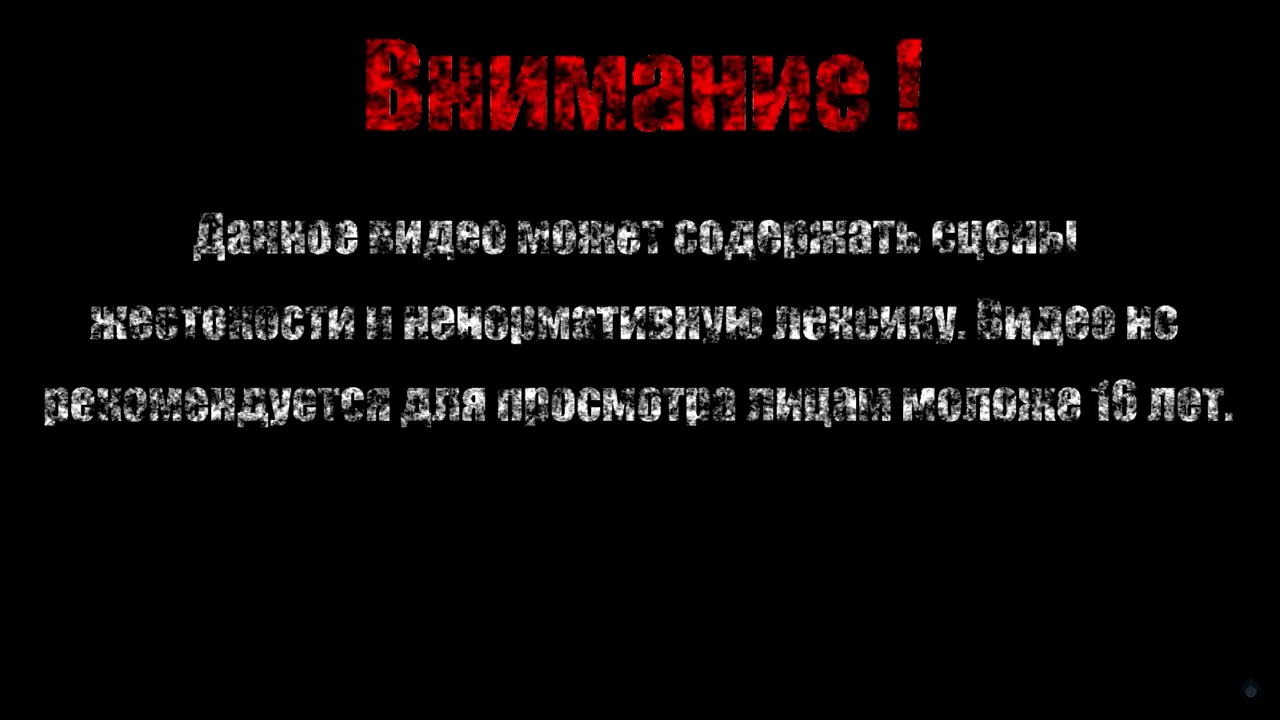 Внимание !
Данное видео может содержать сцены
жестокости и ненормативную лексику. Видео не
рекомендуется для просмотра лицам моложе 16 лет.